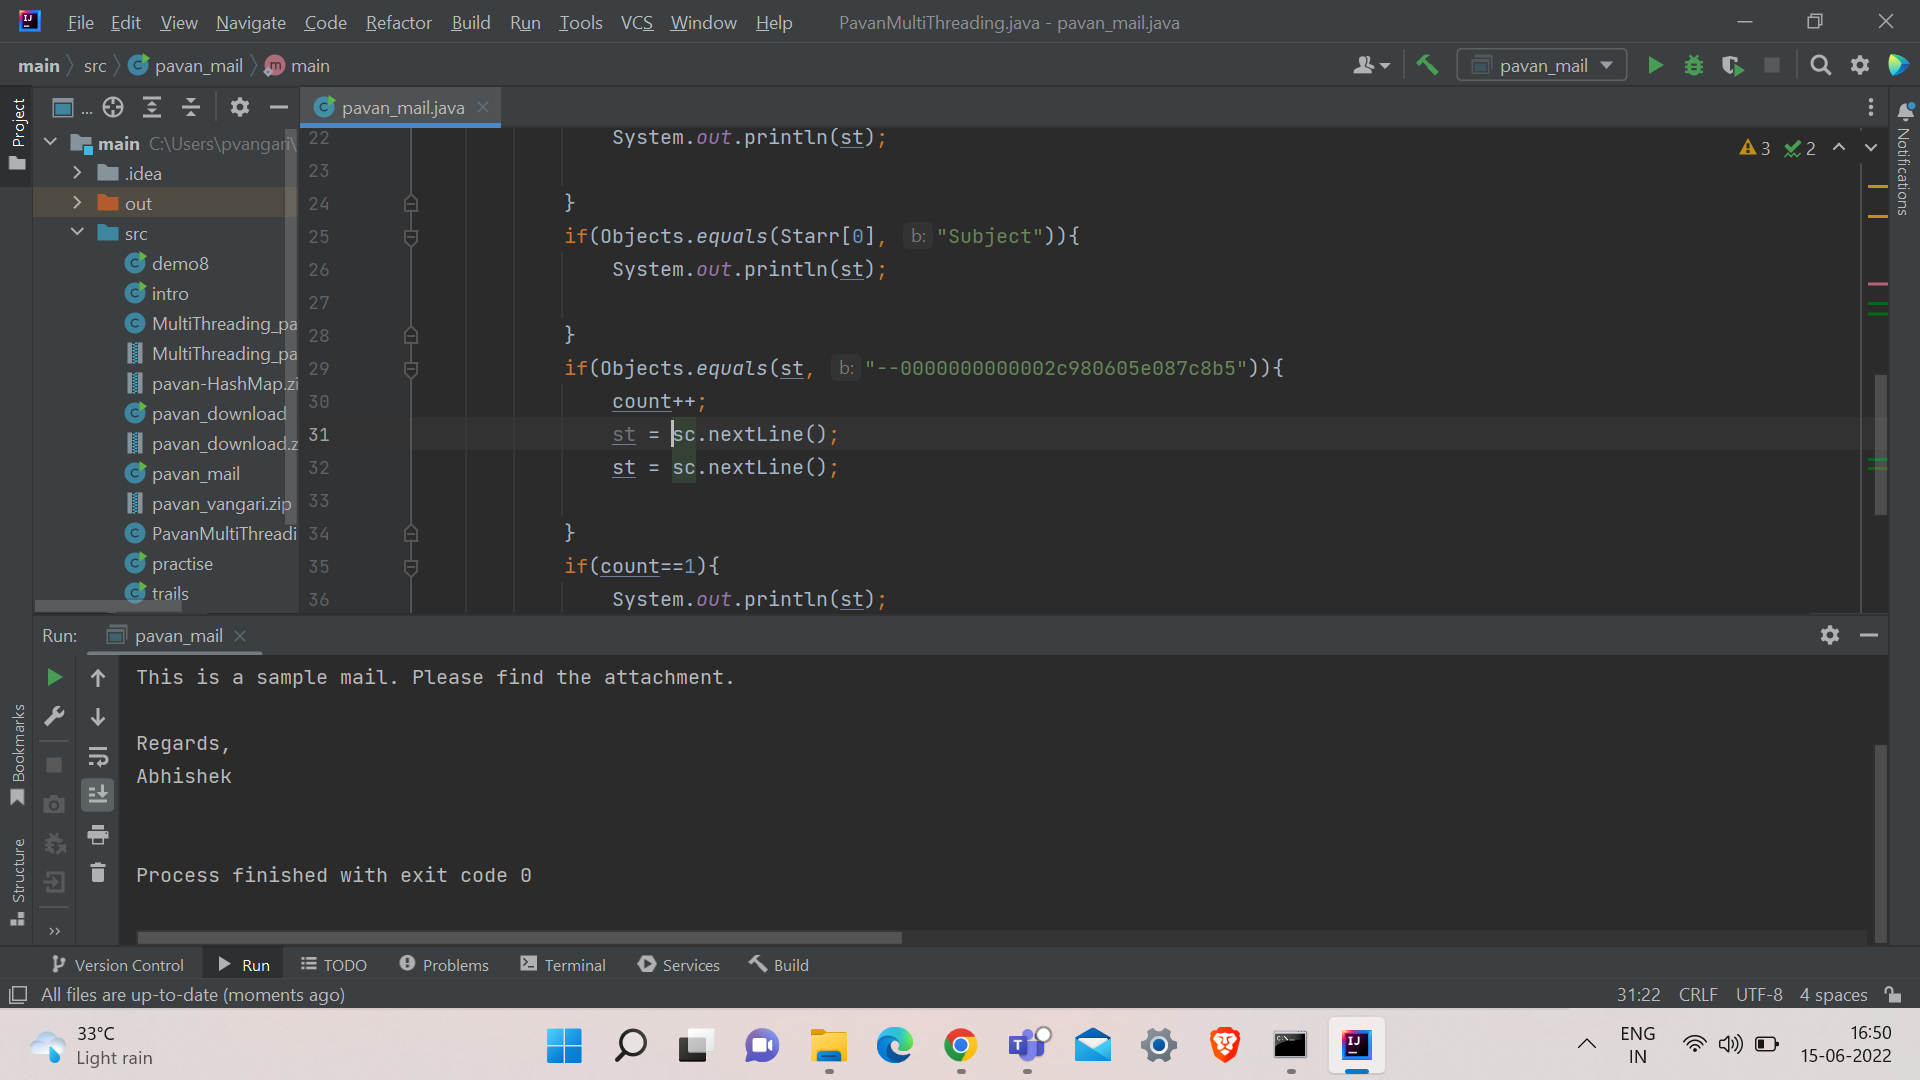 File Edit View Navigate Code Refactor Build Run Tools VCS Window Help PavanMultiThreading.java - pavan_mail.java
main src pavan_mail m main pavan_mail
... pavan_mail.java
Project
main C:\Users\pvangari\
.idea
out
src
demo8
intro
MultiThreading_pa
MultiThreading_pa
pavan-HashMap.zi
pavan_download
pavan_download.z
pavan_mail
pavan_vangari.zip
PavanMultiThreadi
practise
trails
22 System.out.println(st);
23
24 }
25 if(Objects.equals(Starr[0], b: "Subject")){
26 System.out.println(st);
27
28 }
29 if(Objects.equals(st, b: "--0000000000002c980605e087c8b5")){
30 count++;
31 st = sc.nextLine();
32 st = sc.nextLine();
33
34 }
35 if(count==1){
36 System.out.println(st);
3 2
Notifications
Run: pavan_mail
This is a sample mail. Please find the attachment.
Regards,
Abhishek
Process finished with exit code 0
Bookmarks
Structure
Version Control Run TODO Problems Terminal Services Build
All files are up-to-date (moments ago) 31:22 CRLF UTF-8 4 spaces
33°C
Light rain
ENG
IN
16:50
15-06-2022